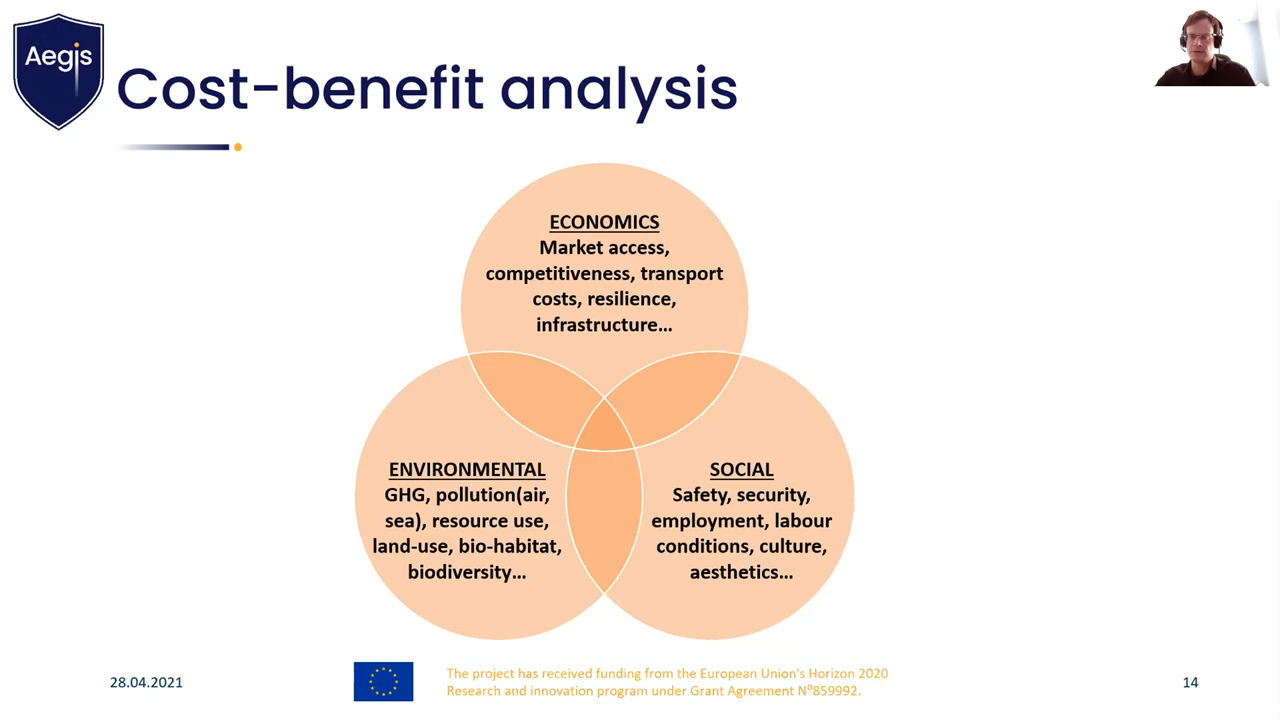 Aegis
Cost-benefit analysis
ECONOMICS
Market access,
competitiveness, transport
costs, resilience,
infrastructure...
ENVIRONMENTAL
GHG, pollution(air,
sea), resource use,
land-use, bio-habitat,
biodiversity...
SOCIAL
Safety, security,
employment, labour
conditions, culture,
aesthetics...
28.04.2021
The project has received funding from the European Union's Horizon 2020
Research and innovation program under Grant Agreement N°859992.
14